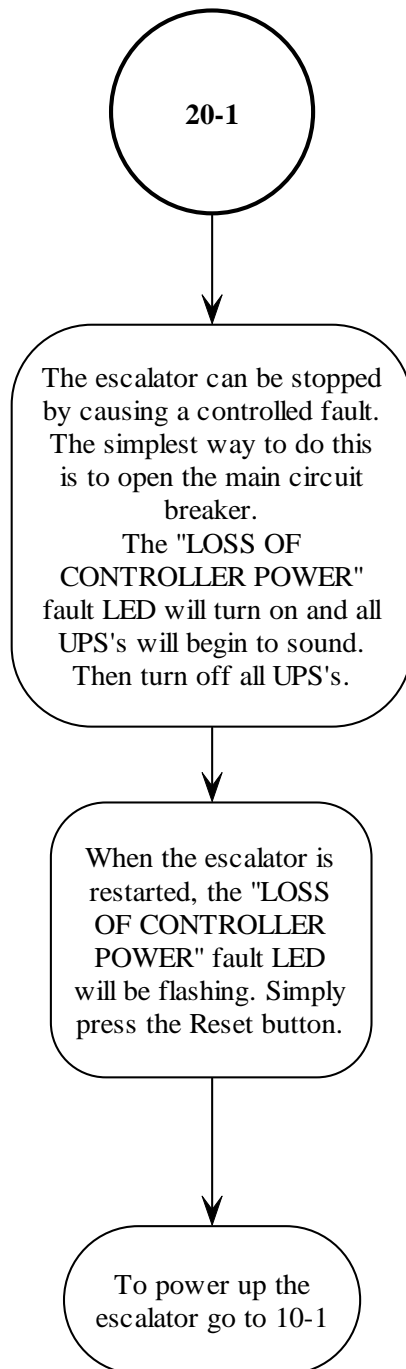 20-1
The escalator can be stopped
by causing a controlled fault.
The simplest way to do this
is to open the main circuit
breaker.
The "LOSS OF
CONTROLLER POWER"
fault LED will turn on and all
UPS's will begin to sound.
Then turn off all UPS's.
When the escalator is
restarted, the "LOSS
OF CONTROLLER
POWER" fault LED
will be flashing. Simply
press the Reset button.
To power up the
escalator go to 10-1